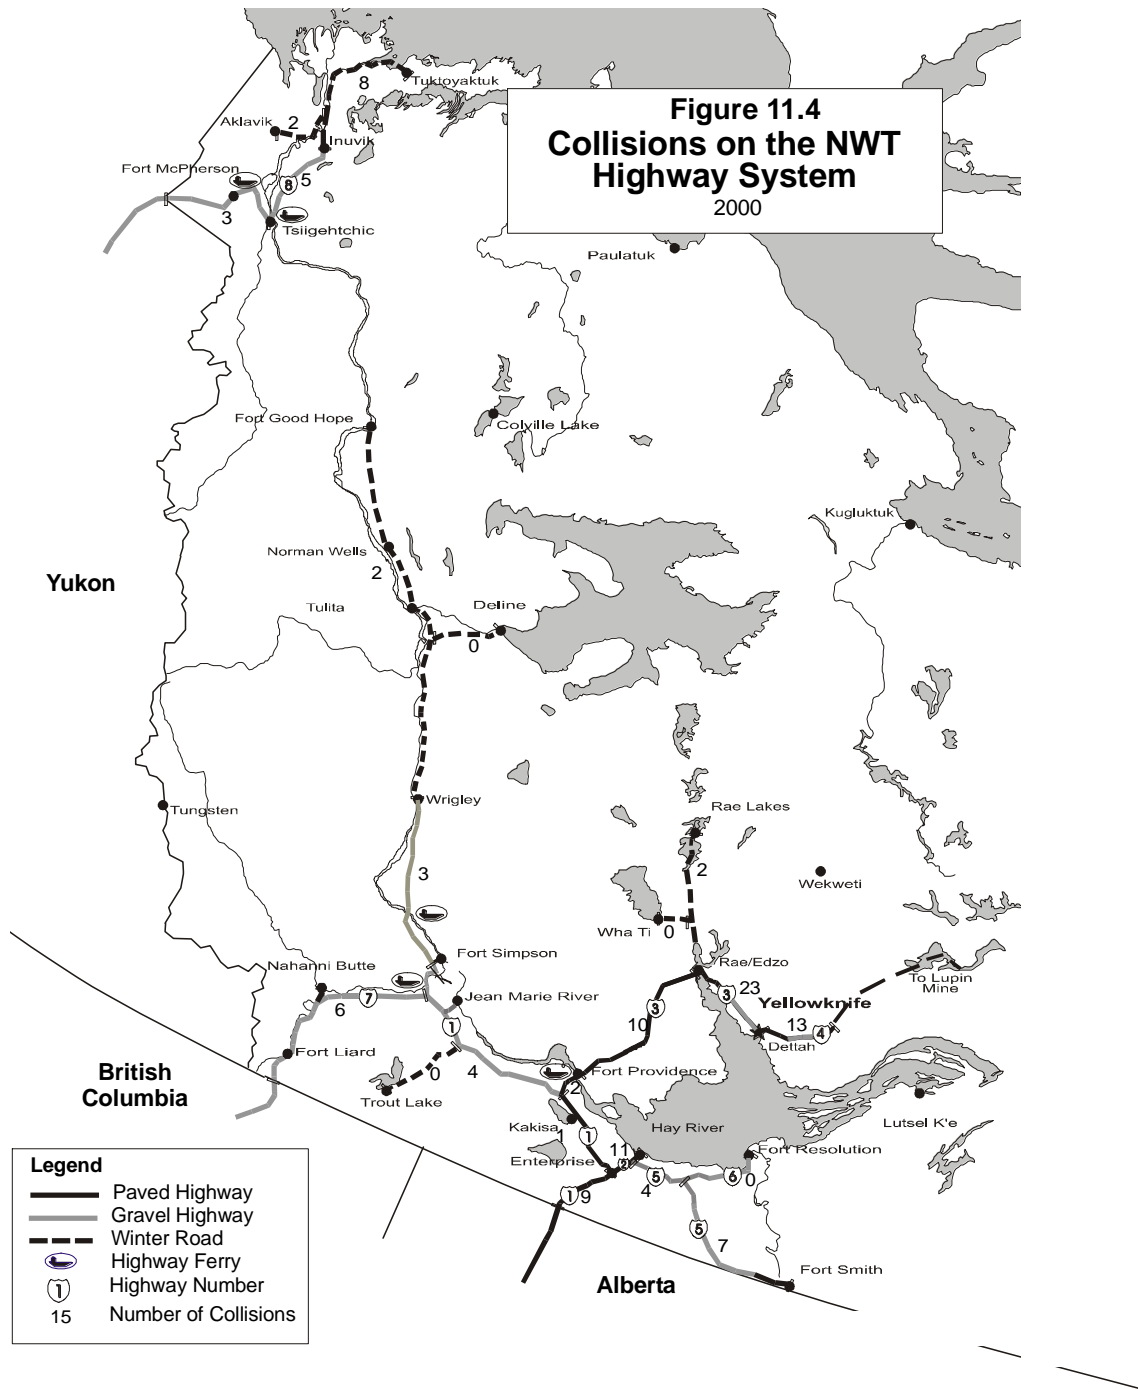 Figure 11.4
Collisions on the NWT
Highway System
2000
8
Tuktoyaktuk
Aklavik
2
Inuvik
Fort McPherson
8
5
3
Tsiigehtchic
Paulatuk
Fort Good Hope
Colville Lake
Kugluktuk
Norman Wells
2
Yukon
Tulita
Deline
0
Wrigley
Tungsten
Rae Lakes
3
2
Wekweti
Wha Ti
0
Fort Simpson
Nahanni Butte
Rae/Edzo
To Lupin
Mine
7
6
Jean Marie River
3
23
Yellowknife
3
10
1
13
4
Dettah
Fort Liard
0
4
Fort Providence
2
British
Columbia
Trout Lake
Kakisa
1
1
Hay River
Lutsel K'e
11
Enterprise
2
Fort Resolution
5
4
6
0
1
9
5
7
Fort Smith
Alberta
Legend
Paved Highway
Gravel Highway
Winter Road
Highway Ferry
1
Highway Number
15
Number of Collisions